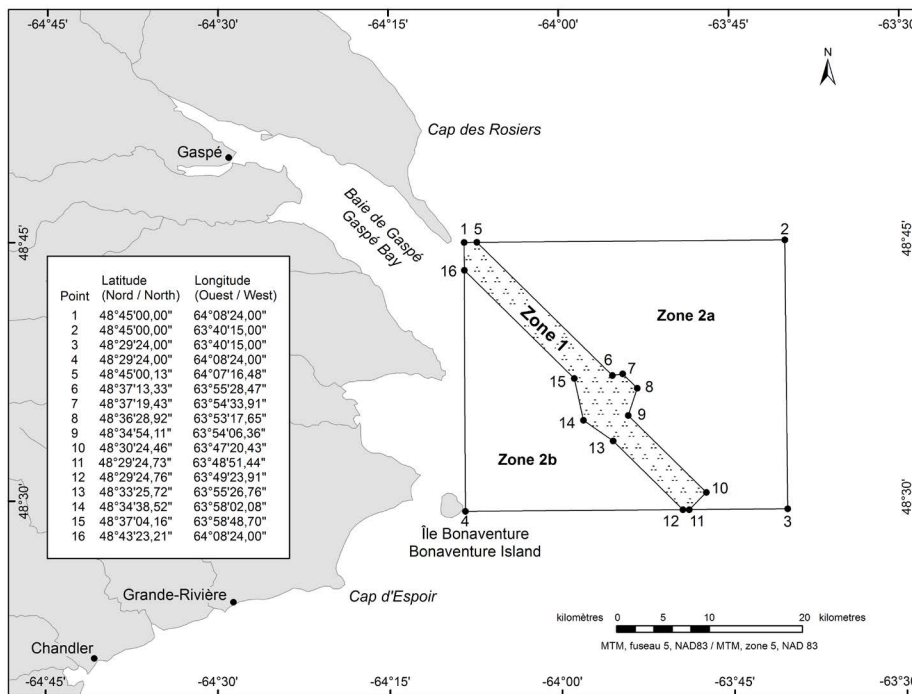 -64°45' -64°30' -64°15' -64°00' -63°45' -63°30'
N
Cap des Rosiers
Gaspé
Baie de Gaspé
Gaspé Bay
48°45'
48°45'
1 5 2
16
Zone 1
Zone 2a
6 7
8
15
9
14
13
Zone 2b
10
12 11
4 3
48°30'
48°30'
Point Latitude (Nord / North) Longitude (Ouest / West)
1 48°45'00,00" 64°08'24,00"
2 48°45'00,00" 63°40'15,00"
3 48°29'24,00" 63°40'15,00"
4 48°29'24,00" 64°08'24,00"
5 48°45'00,13" 64°07'16,48"
6 48°37'13,33" 63°55'28,47"
7 48°37'19,43" 63°54'33,91"
8 48°36'28,92" 63°53'17,65"
9 48°34'54,11" 63°54'06,36"
10 48°30'24,46" 63°47'20,43"
11 48°29'24,73" 63°48'51,44"
12 48°29'24,76" 63°49'23,91"
13 48°33'25,72" 63°55'26,76"
14 48°34'38,52" 63°58'02,08"
15 48°37'04,16" 63°58'48,70"
16 48°43'23,21" 64°08'24,00"
Île Bonaventure
Bonaventure Island
Grande-Rivière
Cap d'Espoir
Chandler
kilomètres 0 5 10 20 kilometres
MTM, fuseau 5, NAD83 / MTM, zone 5, NAD 83
-64°45' -64°30' -64°15' -64°00' -63°45' -63°30'